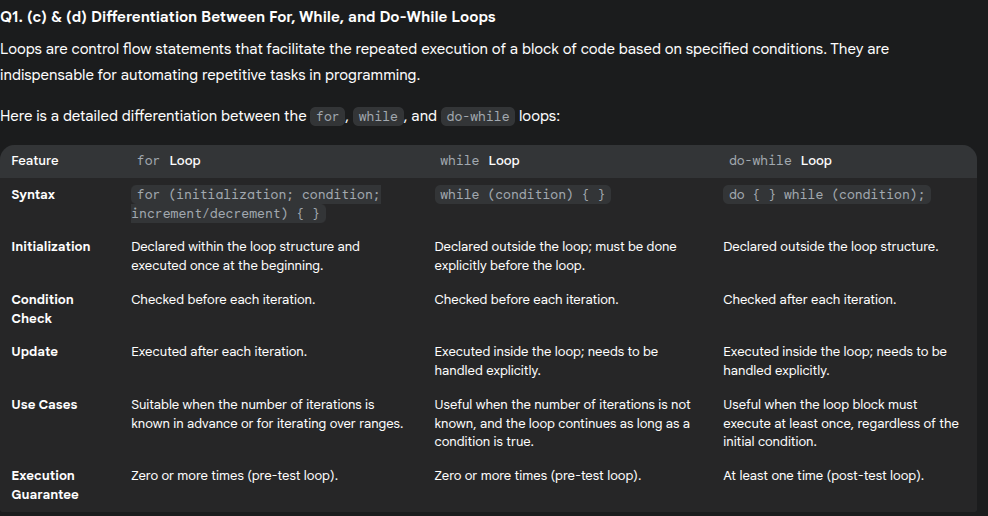 Q1. (c) & (d) Differentiation Between For, While, and Do-While Loops
Loops are control flow statements that facilitate the repeated execution of a block of code based on specified conditions. They are
indispensable for automating repetitive tasks in programming.
Here is a detailed differentiation between the for, while, and do-while loops:
Feature for Loop while Loop do-while Loop
Syntax for (initialization; condition; while (condition) { } do { } while (condition);
increment/decrement) { }
Initialization Declared within the loop structure and Declared outside the loop; must be done Declared outside the loop structure.
executed once at the beginning. explicitly before the loop.
Condition Checked before each iteration. Checked before each iteration. Checked after each iteration.
Check
Update Executed after each iteration. Executed inside the loop; needs to be Executed inside the loop; needs to be
handled explicitly. handled explicitly.
Use Cases Suitable when the number of iterations is Useful when the number of iterations is not Useful when the loop block must
known in advance or for iterating over ranges. known, and the loop continues as long as a execute at least once, regardless of the
condition is true. initial condition.
Execution Zero or more times (pre-test loop). Zero or more times (pre-test loop). At least one time (post-test loop).
Guarantee